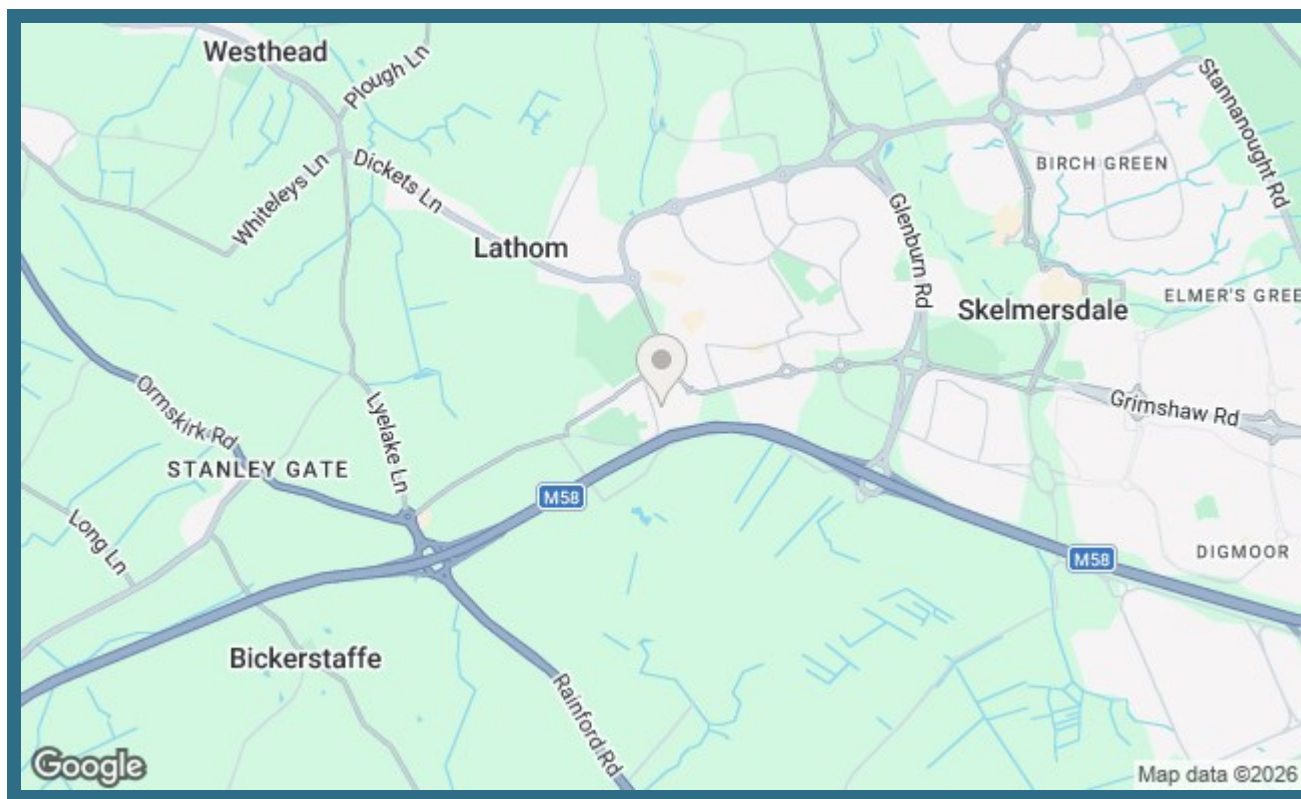 Westhead
Plough Ln
Stannanought Rd
Whiteleys Ln
Dickets Ln
BIRCH GREEN
Glenburn Rd
Lathom
Skelmersdale
ELMER'S GREE
Ormskirk Rd
Lyelake Ln
Grimshaw Rd
STANLEY GATE
M58
Long Ln
DIGMOOR
M58
Bickerstaffe
Rainford Rd
Google
Map data ©2026